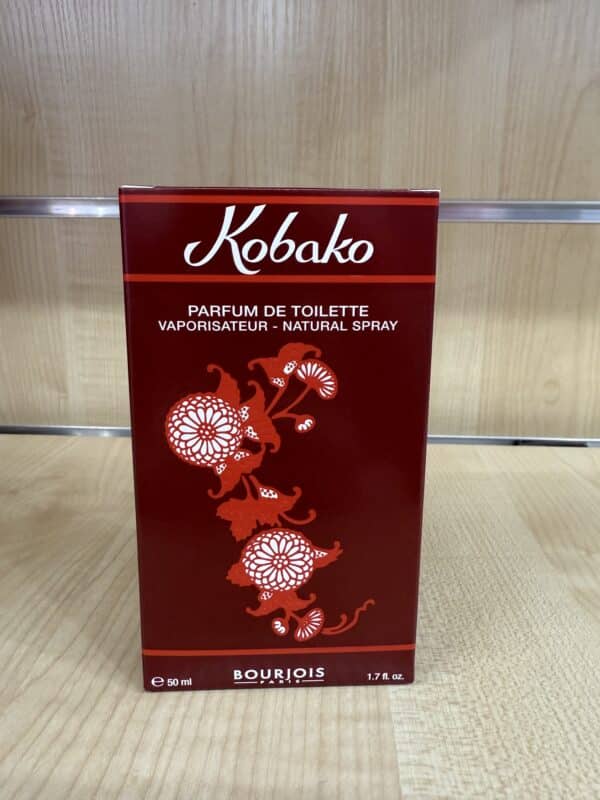 Kobako
PARFUM DE TOILETTE
VAPORISATEUR - NATURAL SPRAY
℮ 50 ml
BOURJOIS
PARIS
1.7 fl. oz.